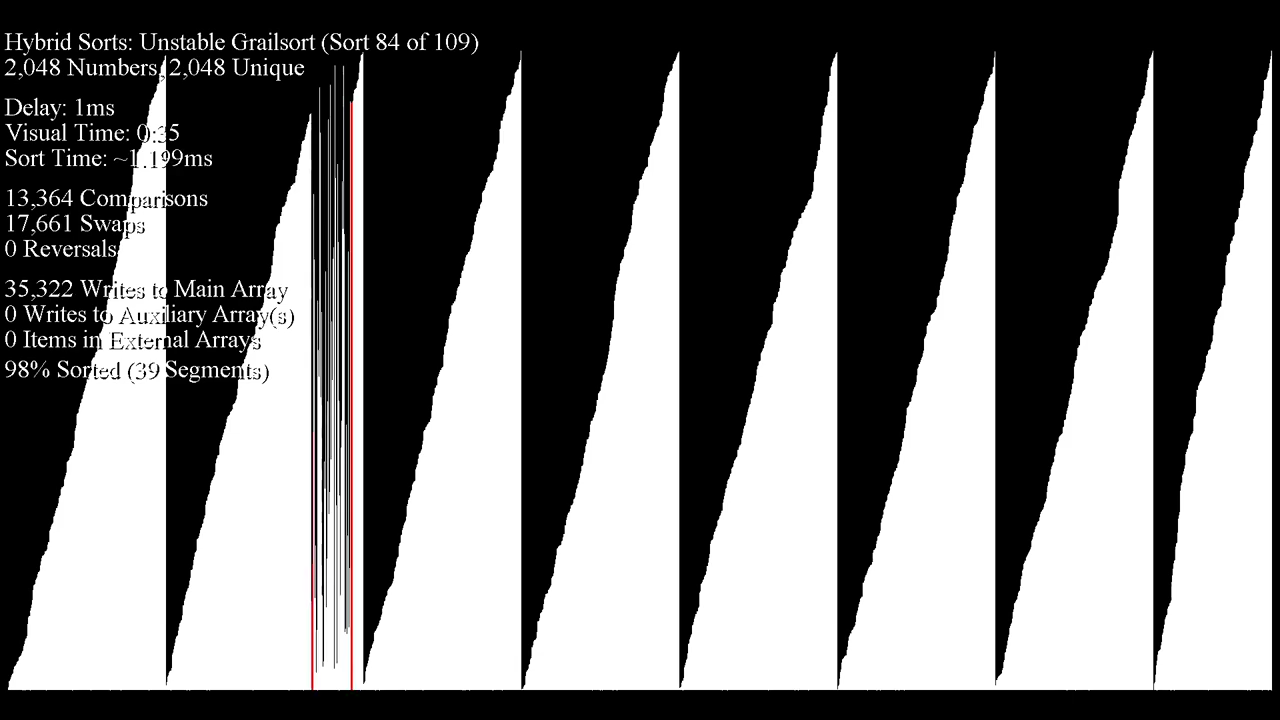 Hybrid Sorts: Unstable Grailsort (Sort 84 of 109)
2,048 Numbers, 2,048 Unique
Delay: 1ms
Visual Time: 0:35
Sort Time: ~1.199ms
13,364 Comparisons
17,661 Swaps
0 Reversals
35,322 Writes to Main Array
0 Writes to Auxiliary Array(s)
0 Items in External Arrays
98% Sorted (39 Segments)